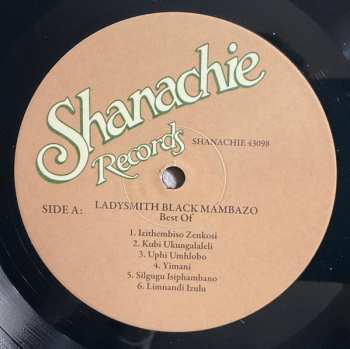 Shanachie
Records
SHANACHIE 43098
SIDE A:
LADYSMITH BLACK MAMBAZO
Best Of
1. Izithembiso Zenkosi
2. Kubi Ukungalaleli
3. Uphi Umhlobo
4. Yimani
5. Silgugu Isiphambano
6. Limnandi Izulu